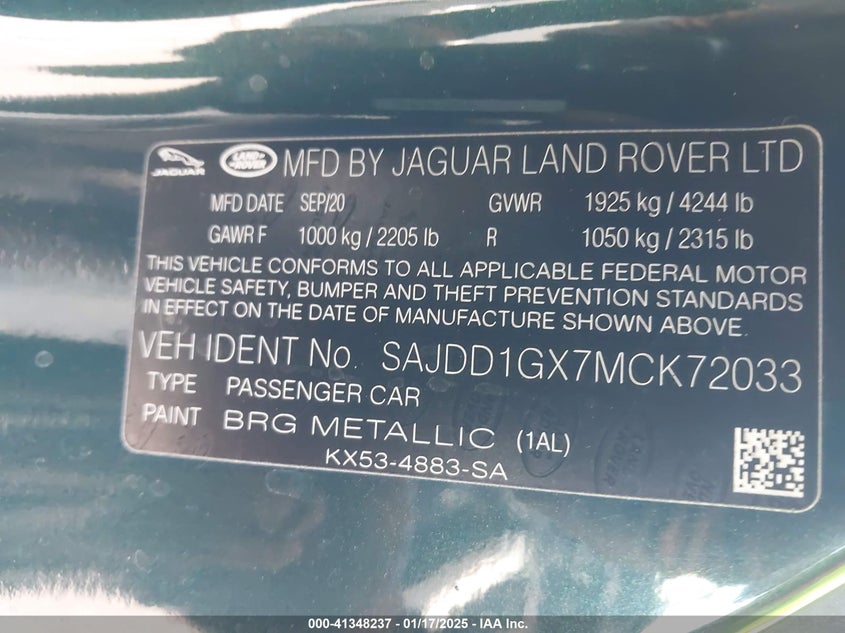 JAGUAR LAND ROVER MFD BY JAGUAR LAND ROVER LTD
MFD DATE SEP/20 GVWR 1925 kg / 4244 lb
GAWR F 1000 kg / 2205 lb R 1050 kg / 2315 lb
THIS VEHICLE CONFORMS TO ALL APPLICABLE FEDERAL MOTOR
VEHICLE SAFETY, BUMPER AND THEFT PREVENTION STANDARDS
IN EFFECT ON THE DATE OF MANUFACTURE SHOWN ABOVE.
VEH IDENT No. SAJDD1GX7MCK72033
TYPE PASSENGER CAR
PAINT BRG METALLIC (1AL)
KX53-4883-SA
000-41348237 - 01/17/2025 - IAA Inc.